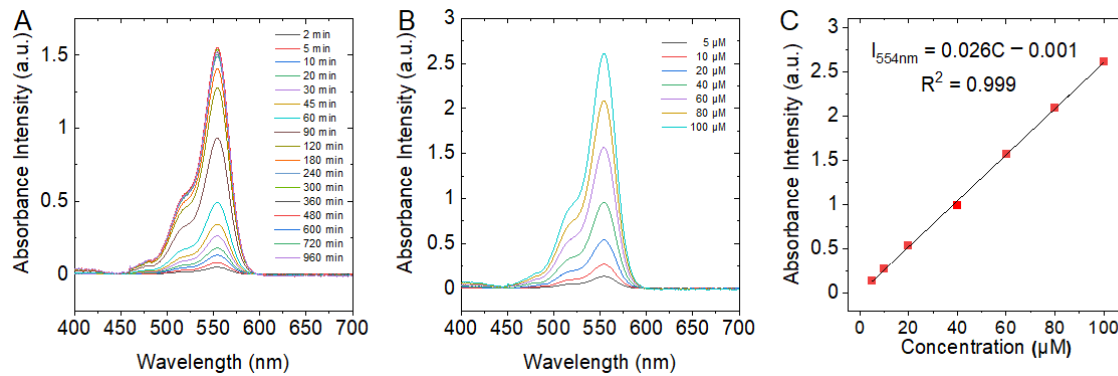 A
Absorbance Intensity (a.u.)
1.5
1
0.5
0
400 450 500 550 600 650 700
Wavelength (nm)
2 min
5 min
10 min
20 min
30 min
45 min
60 min
90 min
120 min
180 min
240 min
300 min
360 min
480 min
600 min
720 min
960 min
B
Absorbance Intensity (a.u.)
3
2.5
2
1.5
1
0.5
0
400 450 500 550 600 650 700
Wavelength (nm)
5 µM
10 µM
20 µM
40 µM
60 µM
80 µM
100 µM
C
Absorbance Intensity (a.u.)
3
2.5
2
1.5
1
0.5
0
0 20 40 60 80 100
Concentration (µM)
I554nm = 0.026C − 0.001
R² = 0.999